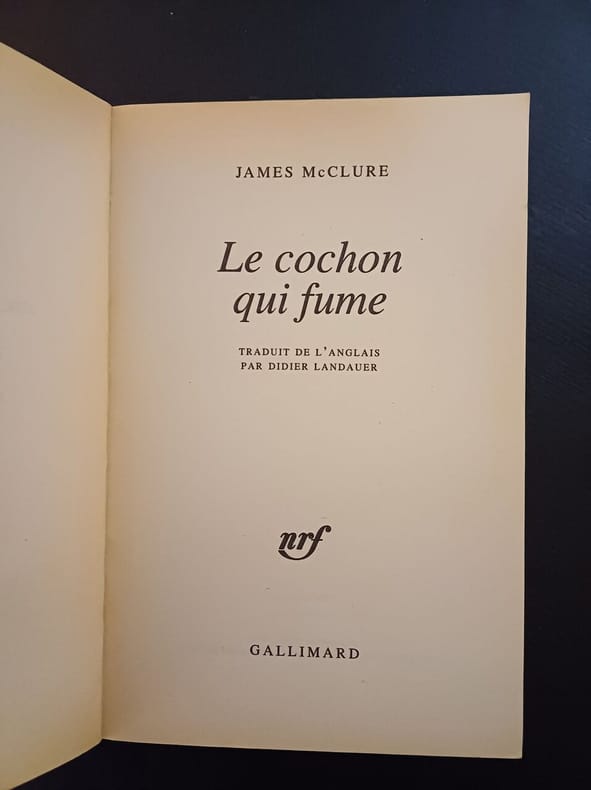 JAMES McCLURE
Le cochon
qui fume
TRADUIT DE L'ANGLAIS
PAR DIDIER LANDAUER
nrf
GALLIMARD